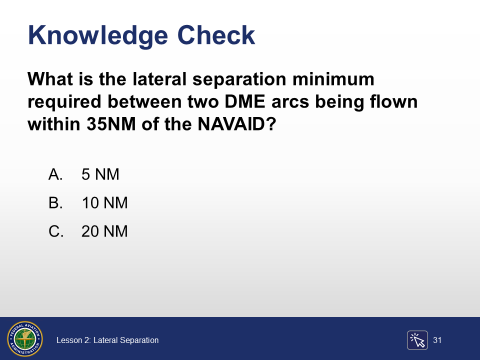 Knowledge Check
What is the lateral separation minimum
required between two DME arcs being flown
within 35NM of the NAVAID?
A. 5 NM
B. 10 NM
C. 20 NM
Lesson 2: Lateral Separation
31